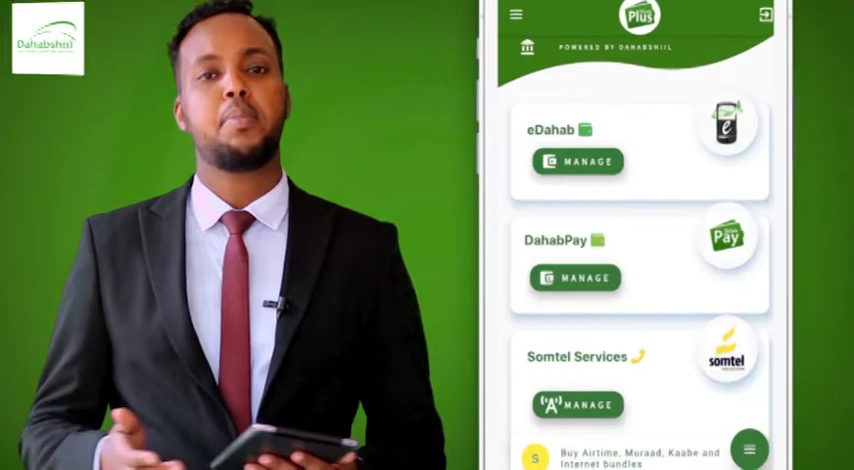 Dahabshiil
Plus
POWERED BY DAHABSHIIL
eDahab
MANAGE
DahabPay
Pay
MANAGE
Somtel Services
somtel
MANAGE
S
Buy Airtime, Muraad, Kaabe and
Internet bundles